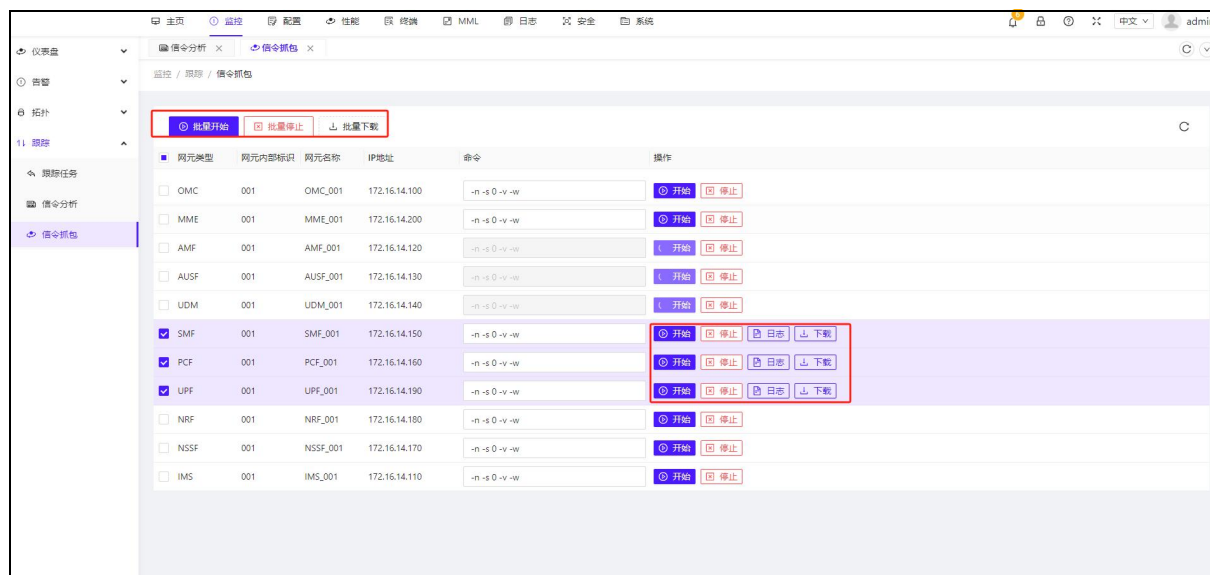 主页 监控 配置 性能 终端 MML 日志 安全 系统 6 中文 admi
仪表盘 信令分析 信令抓包
监控 / 跟踪 / 信令抓包
告警
拓扑
批量开始 批量停止 批量下载
跟踪
网元类型 网元内部标识 网元名称 IP地址 命令 操作
跟踪任务
OMC 001 OMC_001 172.16.14.100 -n -s 0 -v -w 开始 停止
信令分析
MME 001 MME_001 172.16.14.200 -n -s 0 -v -w 开始 停止
信令抓包
AMF 001 AMF_001 172.16.14.120 -n -s 0 -v -w 开始 停止
AUSF 001 AUSF_001 172.16.14.130 -n -s 0 -v -w 开始 停止
UDM 001 UDM_001 172.16.14.140 -n -s 0 -v -w 开始 停止
SMF 001 SMF_001 172.16.14.150 -n -s 0 -v -w 开始 停止 日志 下载
PCF 001 PCF_001 172.16.14.160 -n -s 0 -v -w 开始 停止 日志 下载
UPF 001 UPF_001 172.16.14.190 -n -s 0 -v -w 开始 停止 日志 下载
NRF 001 NRF_001 172.16.14.180 -n -s 0 -v -w 开始 停止
NSSF 001 NSSF_001 172.16.14.170 -n -s 0 -v -w 开始 停止
IMS 001 IMS_001 172.16.14.110 -n -s 0 -v -w 开始 停止